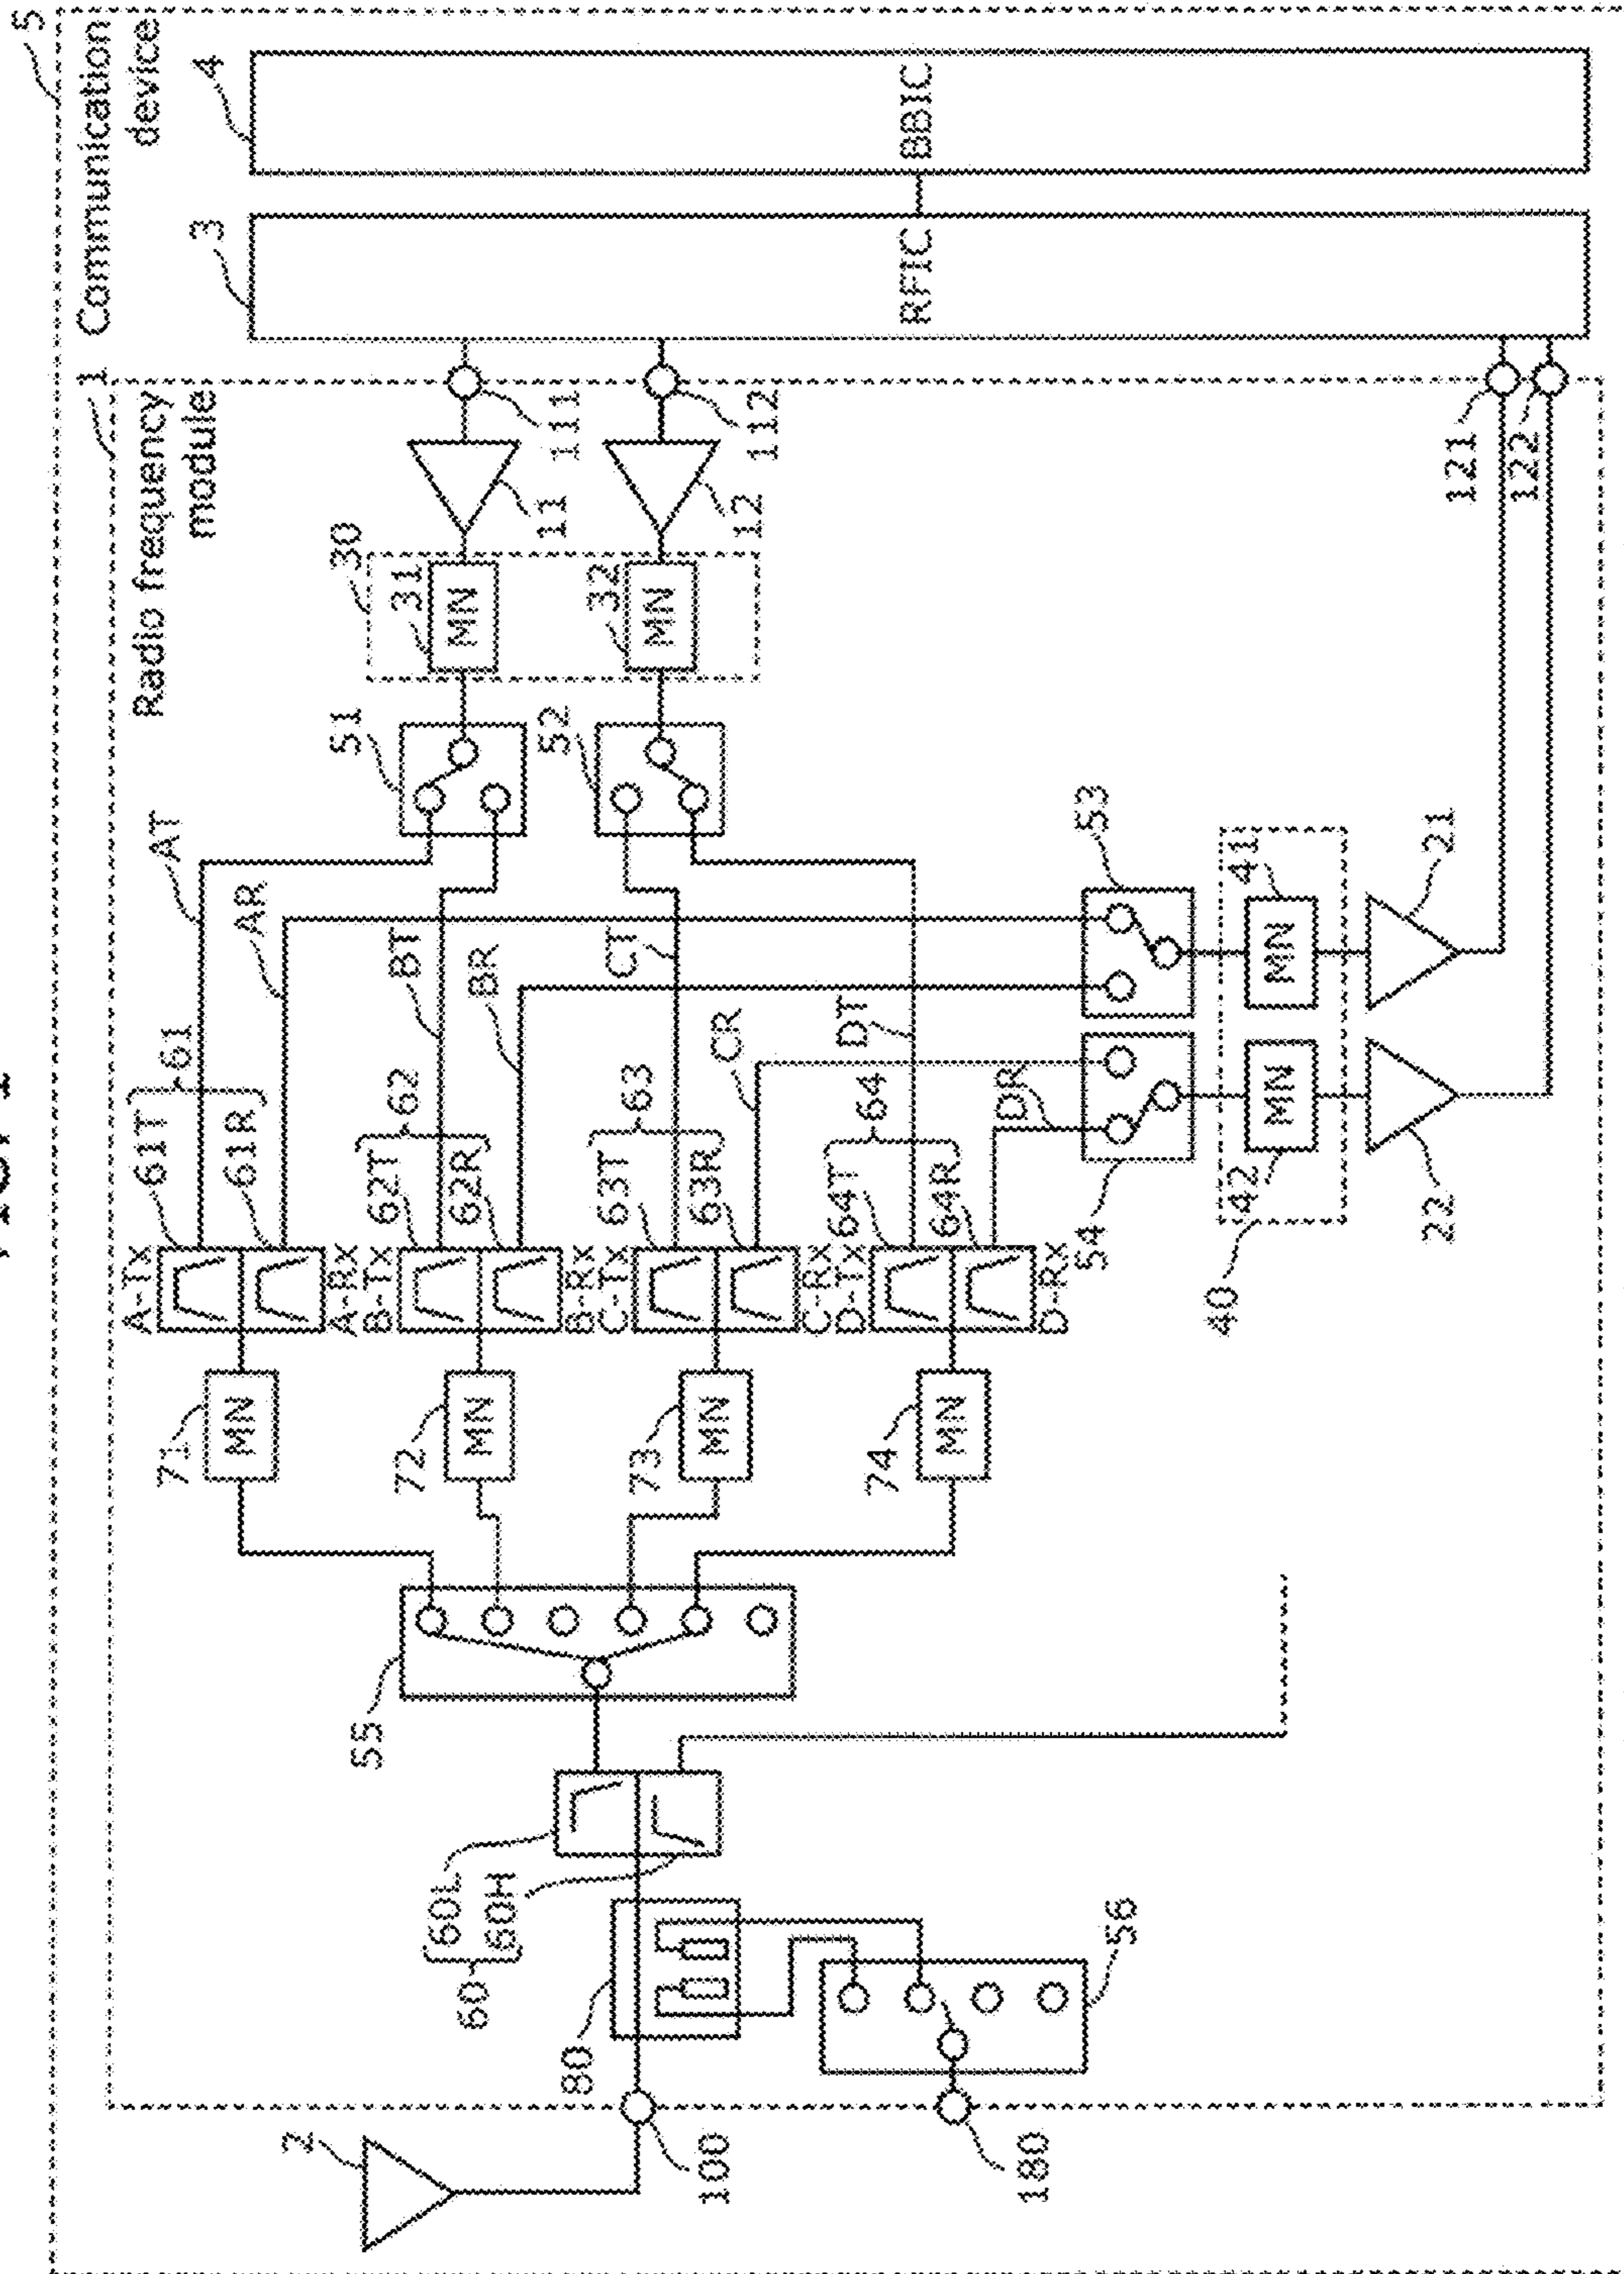 5
Communication
device
1
Radio frequency
module
4
BBIC
3
RFIC
111
112
11
12
30
31
MN
32
MN
51
52
AT
AR
BT
BR
CT
CR
DT
DR
61
61T
61R
62
62T
62R
63
63T
63R
64
64T
64R
A-Tx
A-Rx
B-Tx
B-Rx
C-Tx
C-Rx
D-Tx
D-Rx
71
MN
72
MN
73
MN
74
MN
53
54
40
41
MN
42
MN
21
22
121
122
55
60
60L
60H
80
56
2
100
180